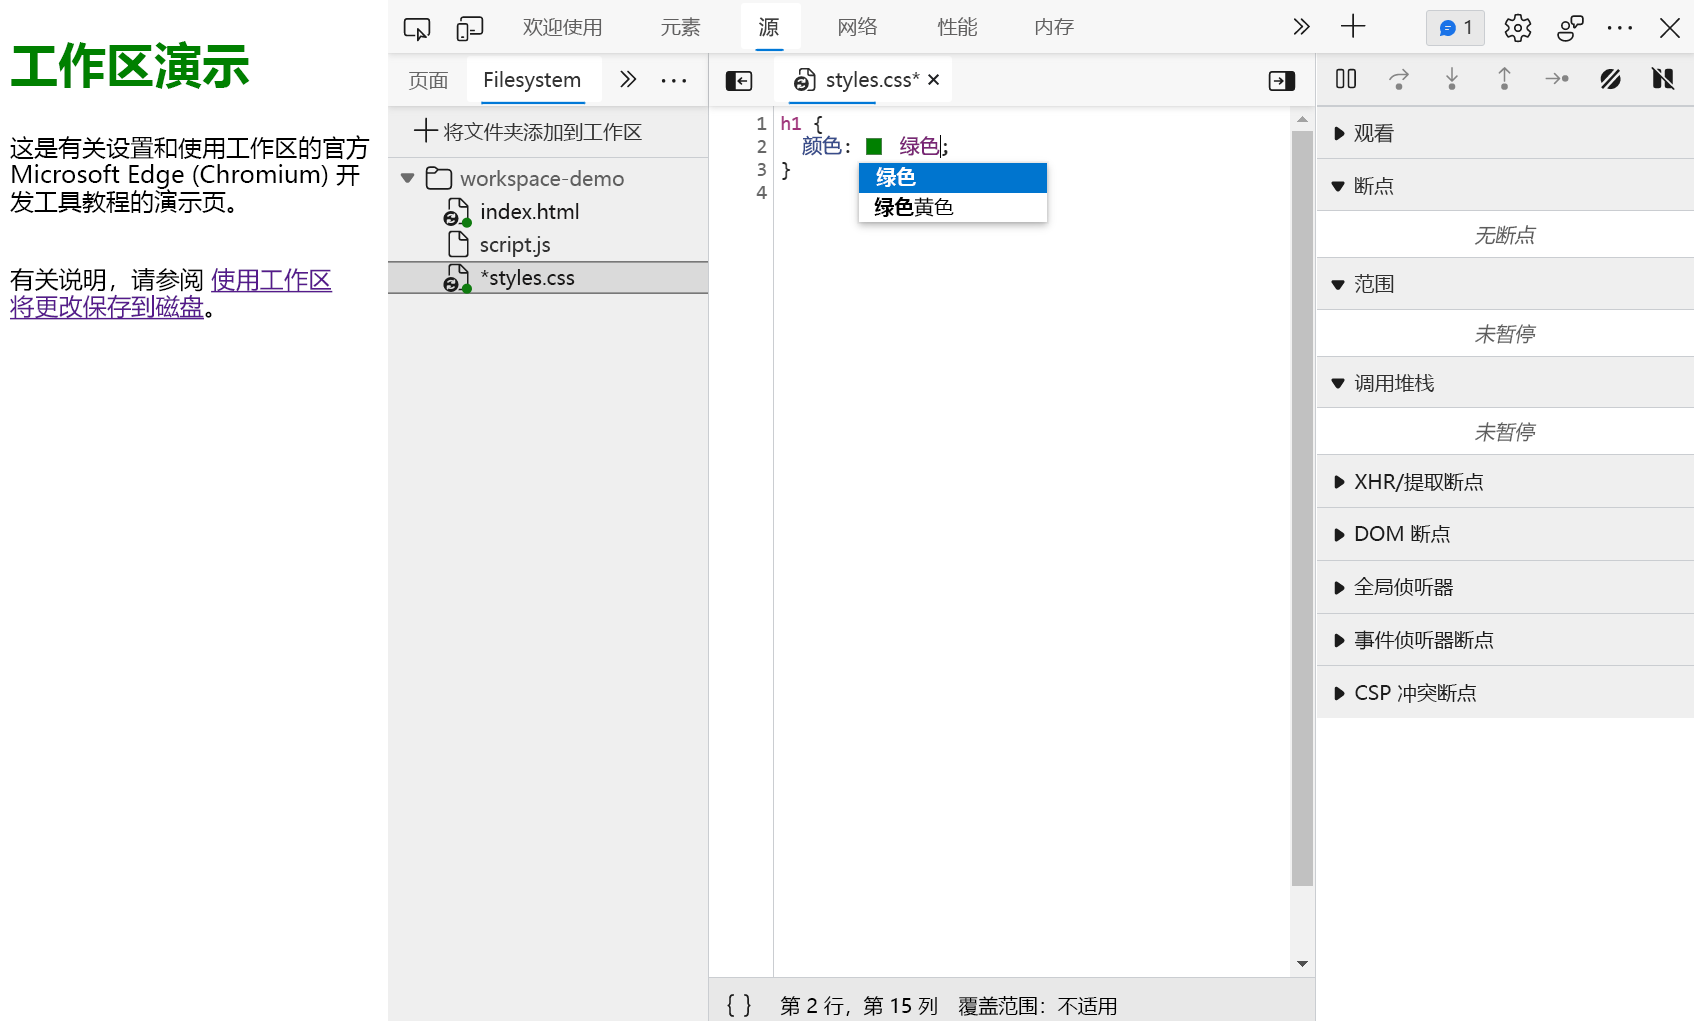 工作区演示
这是有关设置和使用工作区的官方
Microsoft Edge (Chromium) 开
发工具教程的演示页。
有关说明，请参阅 使用工作区
将更改保存到磁盘。
欢迎使用 元素 源 网络 性能 内存 1
页面 Filesystem
将文件夹添加到工作区
workspace-demo
index.html
script.js
*styles.css
styles.css*
1 h1 {
2 颜色: 绿色;
3 }
4
绿色
绿色黄色
{ } 第 2 行，第 15 列 覆盖范围：不适用
观看
断点
无断点
范围
未暂停
调用堆栈
未暂停
XHR/提取断点
DOM 断点
全局侦听器
事件侦听器断点
CSP 冲突断点